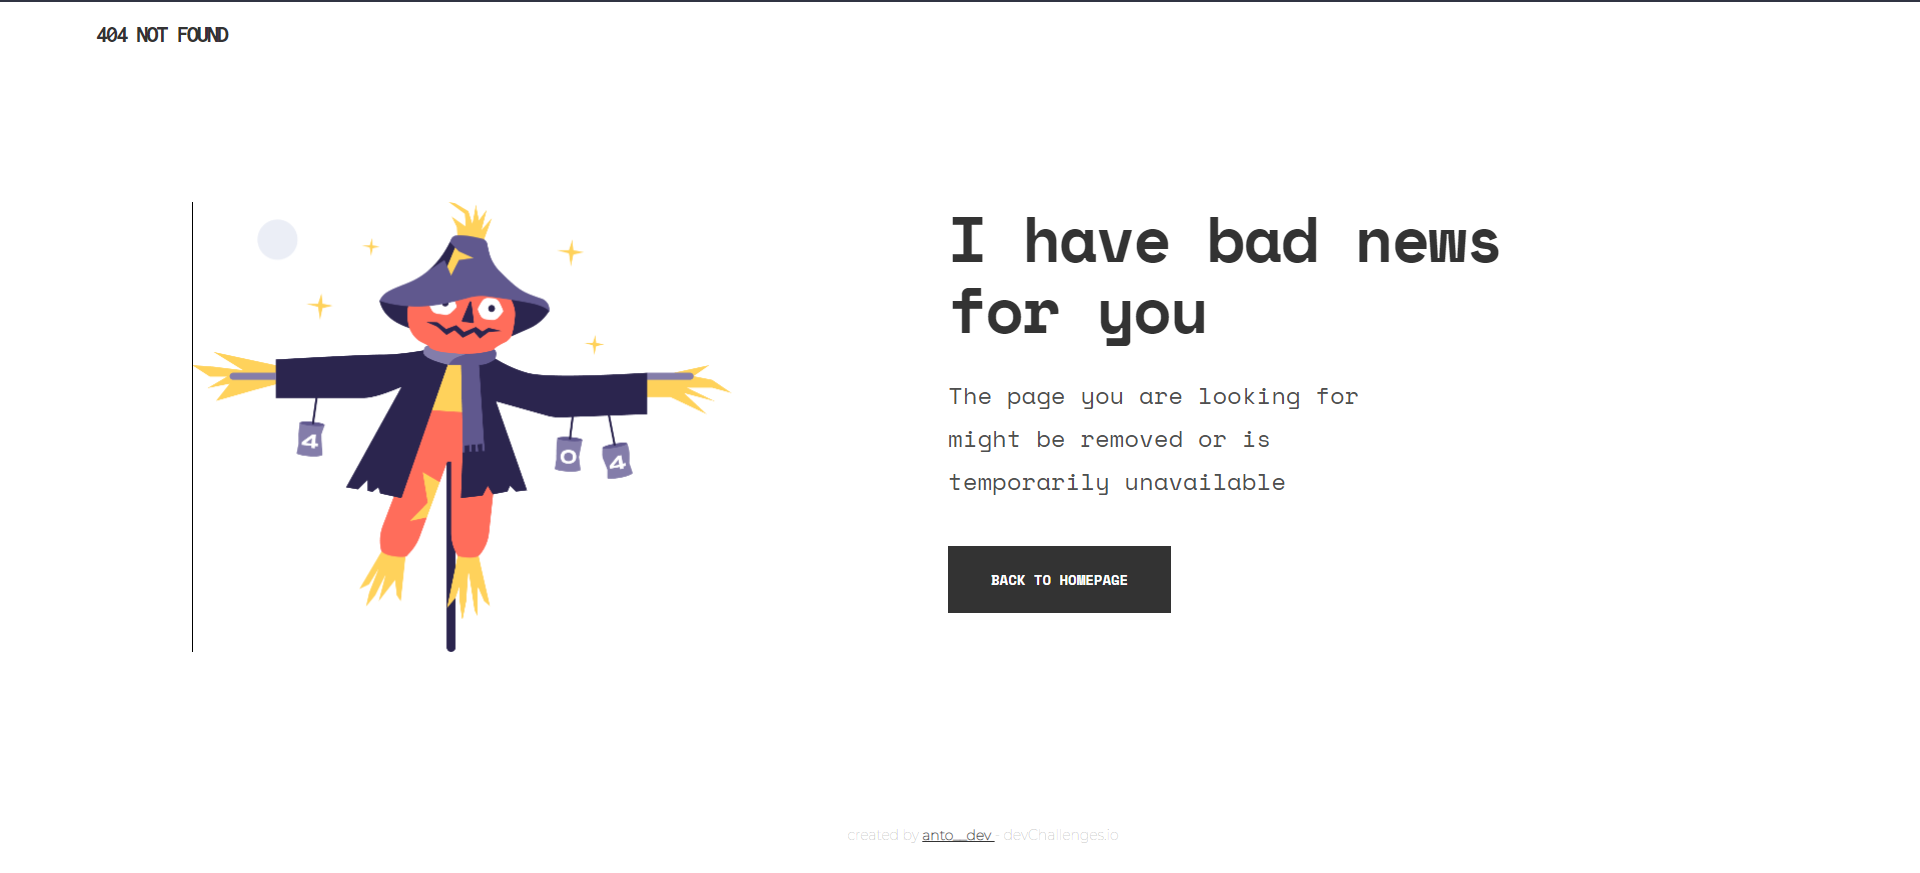 404 NOT FOUND
4
0
4
I have bad news
for you
The page you are looking for
might be removed or is
temporarily unavailable
BACK TO HOMEPAGE
created by anto__dev - devChallenges.io